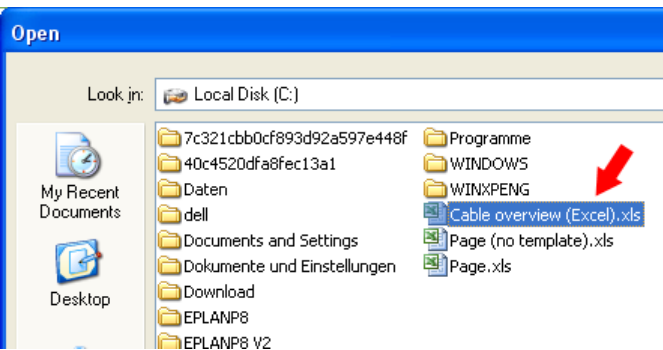 Open
Look in:
Local Disk (C:)
My Recent
Documents
Desktop
7c321cbb0cf893d92a597e448f
40c4520dfa8fec13a1
Daten
dell
Documents and Settings
Dokumente und Einstellungen
Download
EPLANP8
EPLANP8 V2
Programme
WINDOWS
WINXPENG
Cable overview (Excel).xls
Page (no template).xls
Page.xls